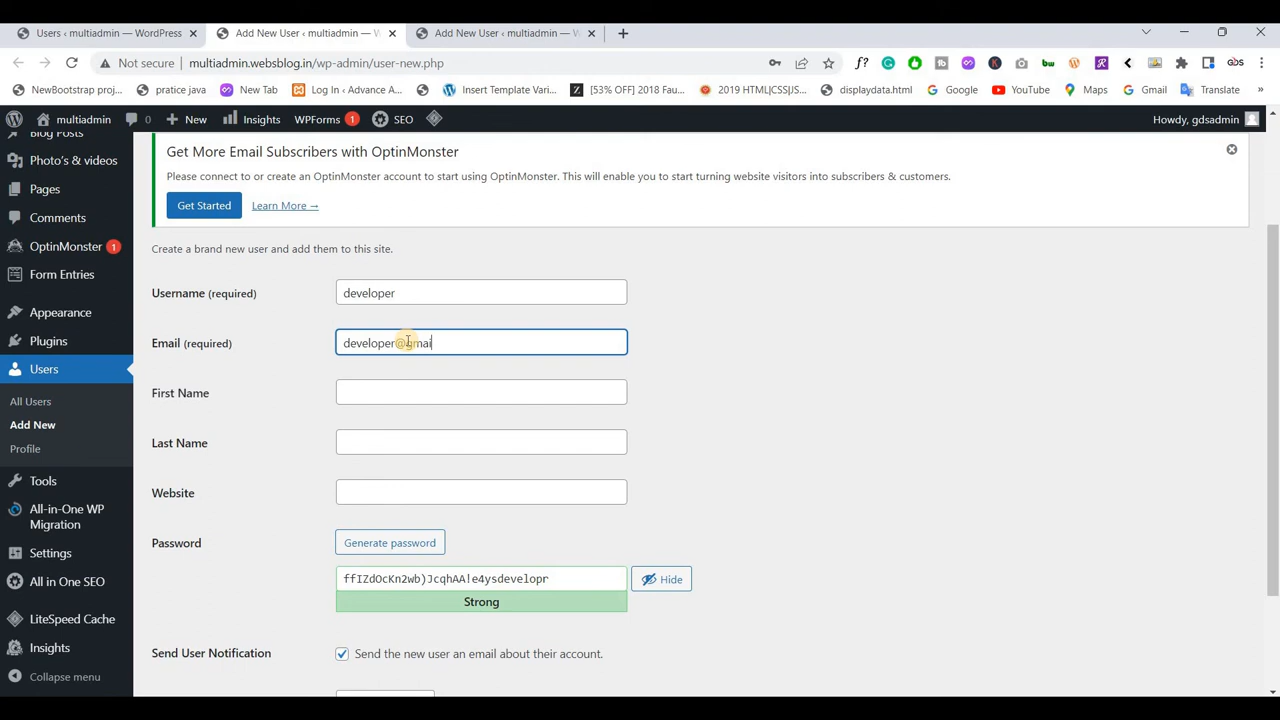 Users ‹ multiadmin — WordPress
Add New User ‹ multiadmin — W
Add New User ‹ multiadmin — W
Not secure multiadmin.websblog.in/wp-admin/user-new.php
NewBootstrap proj... pratice java New Tab Log In ‹ Advance A... Insert Template Vari... [53% OFF] 2018 Fau... 2019 HTML|CSS|JS... displaydata.html Google YouTube Maps Gmail Translate
multiadmin 0 New Insights WPForms 1 SEO Howdy, gdsadmin
Blog Posts
Photo's & videos
Pages
Comments
OptinMonster 1
Form Entries
Appearance
Plugins
Users
All Users
Add New
Profile
Tools
All-in-One WP
Migration
Settings
All in One SEO
LiteSpeed Cache
Insights
Collapse menu
Get More Email Subscribers with OptinMonster
Please connect to or create an OptinMonster account to start using OptinMonster. This will enable you to start turning website visitors into subscribers & customers.
Get Started Learn More →
Create a brand new user and add them to this site.
Username (required) developer
Email (required) developer@gmai
First Name
Last Name
Website
Password Generate password
ffIZdOcKn2wb)JcqhAA!e4ysdevelopr Hide
Strong
Send User Notification Send the new user an email about their account.